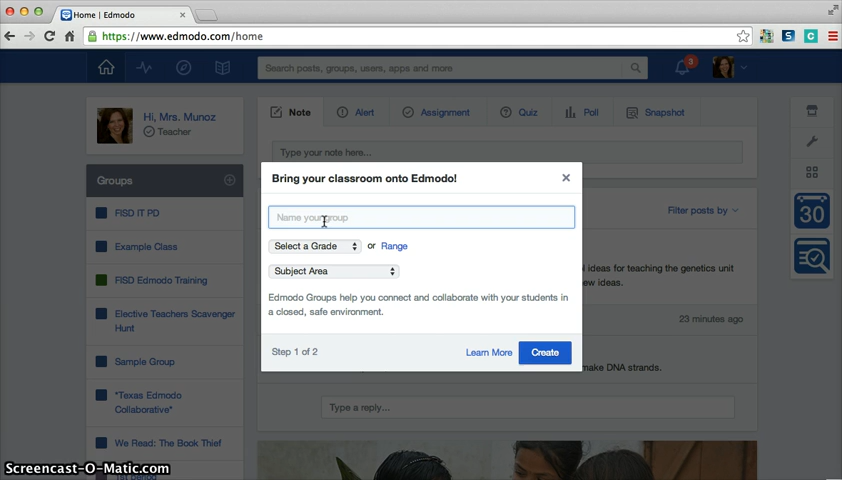 Home | Edmodo
https://www.edmodo.com/home
Search posts, groups, users, apps and more
3
Hi, Mrs. Munoz
Teacher
Note
Alert
Assignment
Quiz
Poll
Snapshot
Type your note here...
Groups
Bring your classroom onto Edmodo!
Name your group
Select a Grade
or
Range
Subject Area
Edmodo Groups help you connect and collaborate with your students in
a closed, safe environment.
Step 1 of 2
Learn More
Create
FISD IT PD
Example Class
FISD Edmodo Training
Elective Teachers Scavenger
Hunt
Sample Group
*Texas Edmodo
Collaborative*
We Read: The Book Thief
1st period
Filter posts by
30
ideas for teaching the genetics unit
ew ideas.
23 minutes ago
make DNA strands.
Type a reply...
Screencast-O-Matic.com